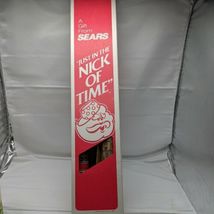 A
Gift
From
SEARS
"JUST IN THE
NICK
OF
TIME"